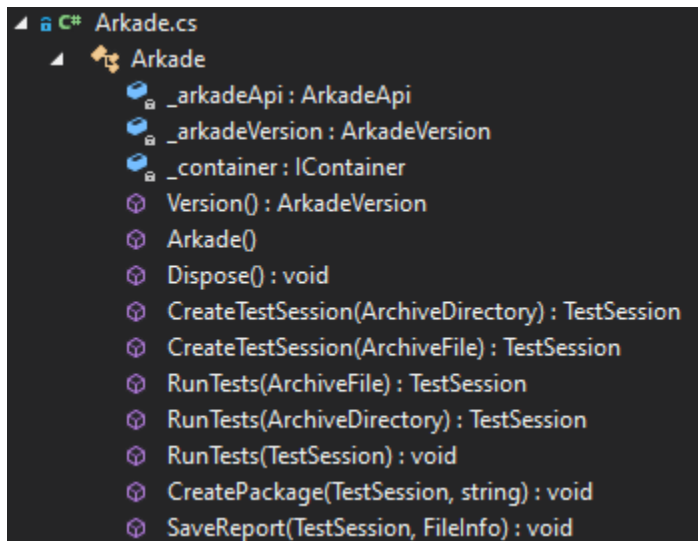 C# Arkade.cs
Arkade
_arkadeApi : ArkadeApi
_arkadeVersion : ArkadeVersion
_container : IContainer
Version() : ArkadeVersion
Arkade()
Dispose() : void
CreateTestSession(ArchiveDirectory) : TestSession
CreateTestSession(ArchiveFile) : TestSession
RunTests(ArchiveFile) : TestSession
RunTests(ArchiveDirectory) : TestSession
RunTests(TestSession) : void
CreatePackage(TestSession, string) : void
SaveReport(TestSession, FileInfo) : void